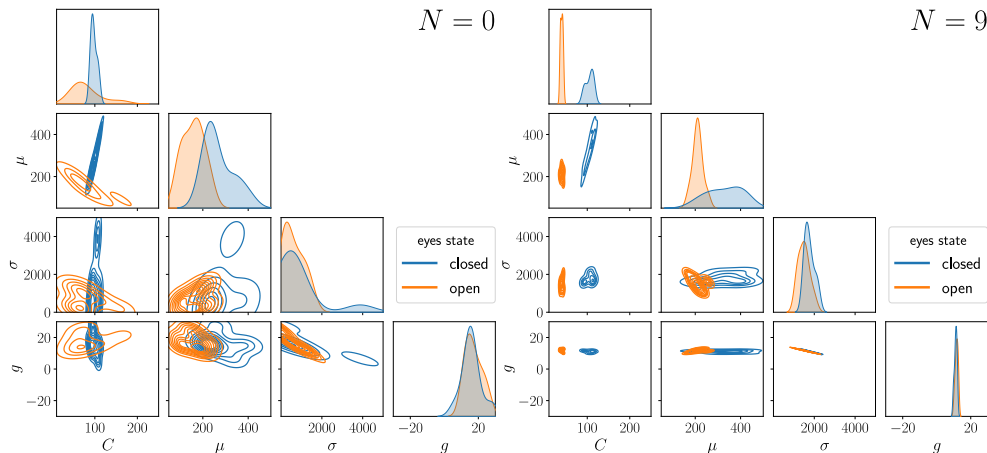 N = 0
N = 9
μ
400
200
μ
400
200
σ
4000
2000
0
eyes state
closed
open
σ
4000
2000
0
eyes state
closed
open
g
20
0
−20
g
20
0
−20
100 200
C
200 400
μ
2000 4000
σ
−20 20
g
100 200
C
200 400
μ
2000 4000
σ
−20 20
g